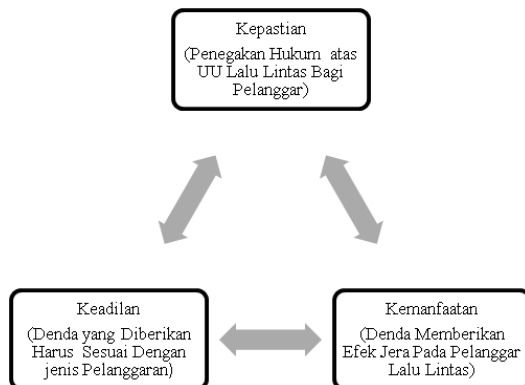 Kepastian
(Penegakan Hukum atas
UU Lalu Lintas Bagi
Pelanggar)
Keadilan
(Denda yang Diberikan
Harus Sesuai Dengan
jenis Pelanggaran)
Kemanfaatan
(Denda Memberikan
Efek Jera Pada Pelanggar
Lalu Lintas)